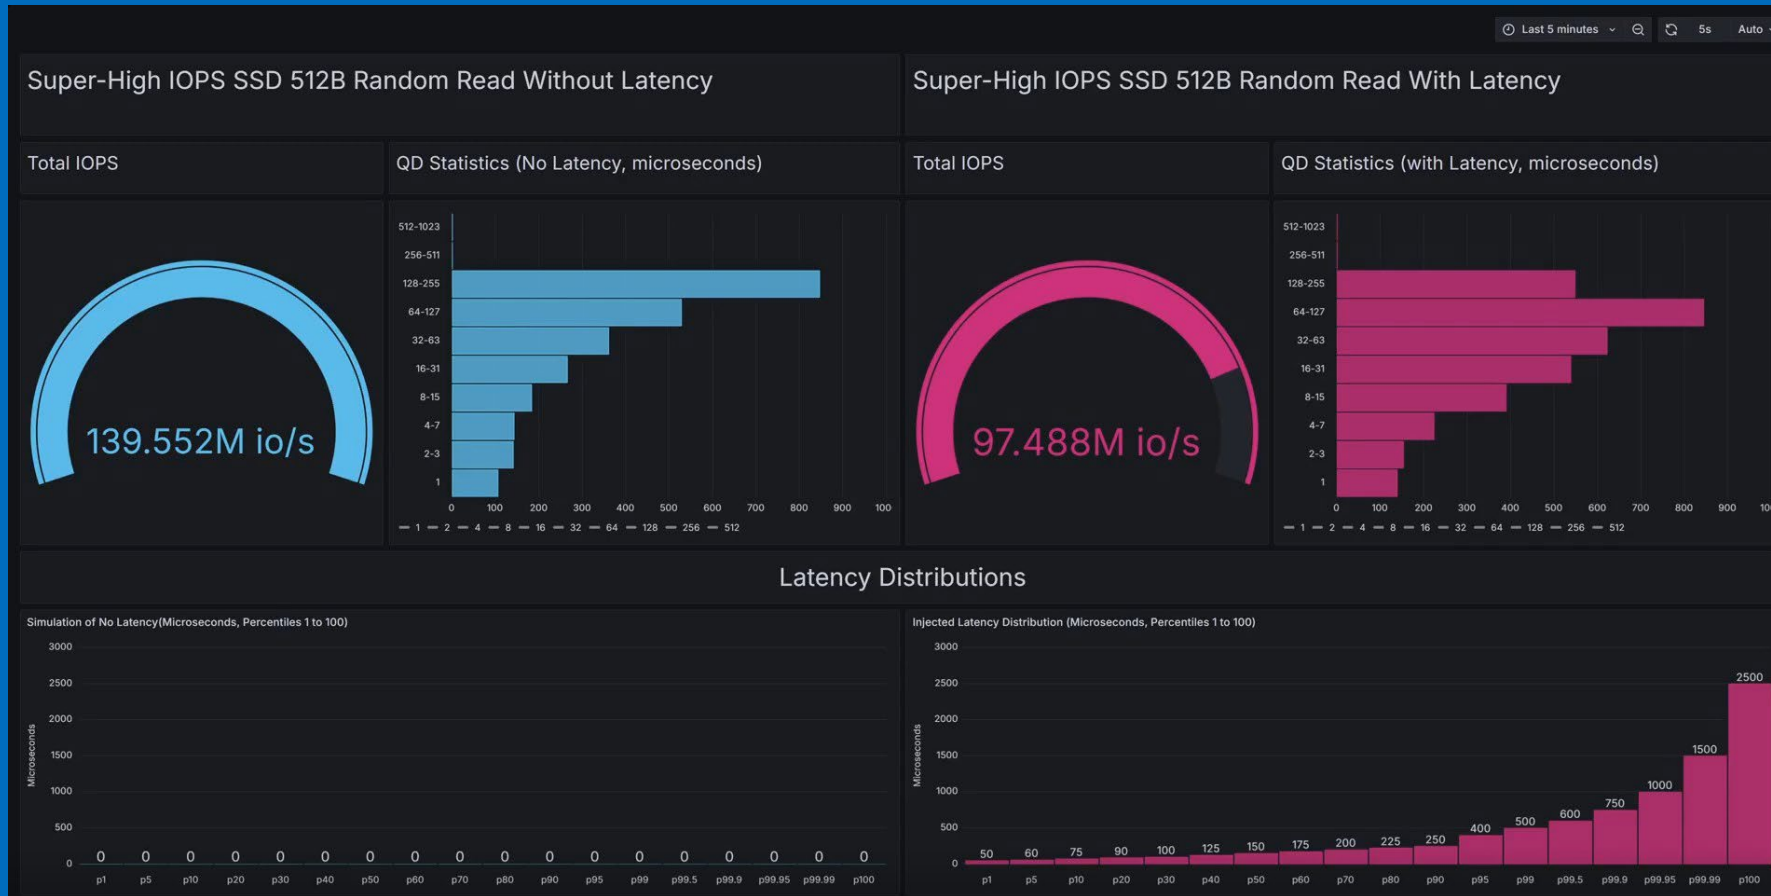 Last 5 minutes 5s Auto
Super-High IOPS SSD 512B Random Read Without Latency
Super-High IOPS SSD 512B Random Read With Latency
Total IOPS
QD Statistics (No Latency, microseconds)
Total IOPS
QD Statistics (with Latency, microseconds)
139.552M io/s
512-1023
256-511
128-255
64-127
32-63
16-31
8-15
4-7
2-3
1
0 100 200 300 400 500 600 700 800 900 100
1 2 4 8 16 32 64 128 256 512
97.488M io/s
512-1023
256-511
128-255
64-127
32-63
16-31
8-15
4-7
2-3
1
0 100 200 300 400 500 600 700 800 900 10
1 2 4 8 16 32 64 128 256 512
Latency Distributions
Simulation of No Latency(Microseconds, Percentiles 1 to 100)
Microseconds
3000
2500
2000
1500
1000
500
0
0 0 0 0 0 0 0 0 0 0 0 0 0 0 0 0 0 0
p1 p5 p10 p20 p30 p40 p50 p60 p70 p80 p90 p95 p99 p99.5 p99.9 p99.95 p99.99 p100
Injected Latency Distribution (Microseconds, Percentiles 1 to 100)
Microseconds
3000
2500
2000
1500
1000
500
0
50 60 75 90 100 125 150 175 200 225 250 400 500 600 750 1000 1500 2500
p1 p5 p10 p20 p30 p40 p50 p60 p70 p80 p90 p95 p99 p99.5 p99.9 p99.95 p99.99 p100